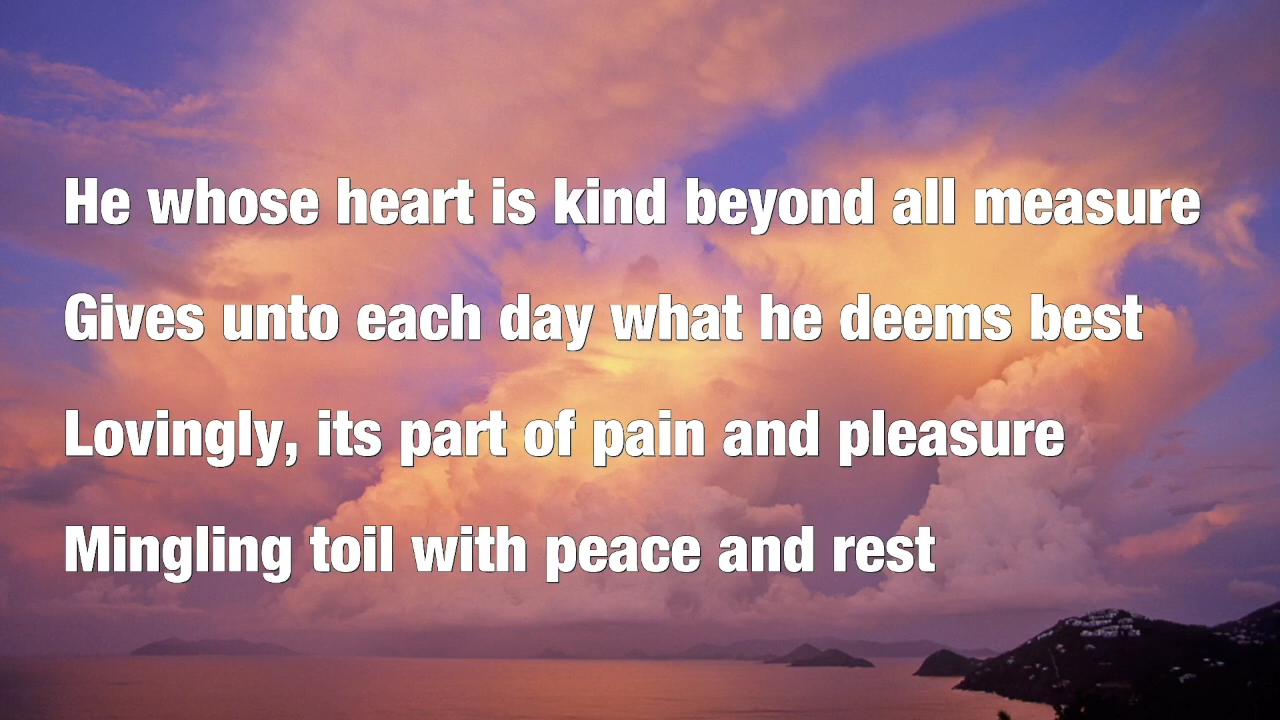 He whose heart is kind beyond all measure
Gives unto each day what he deems best
Lovingly, its part of pain and pleasure
Mingling toil with peace and rest